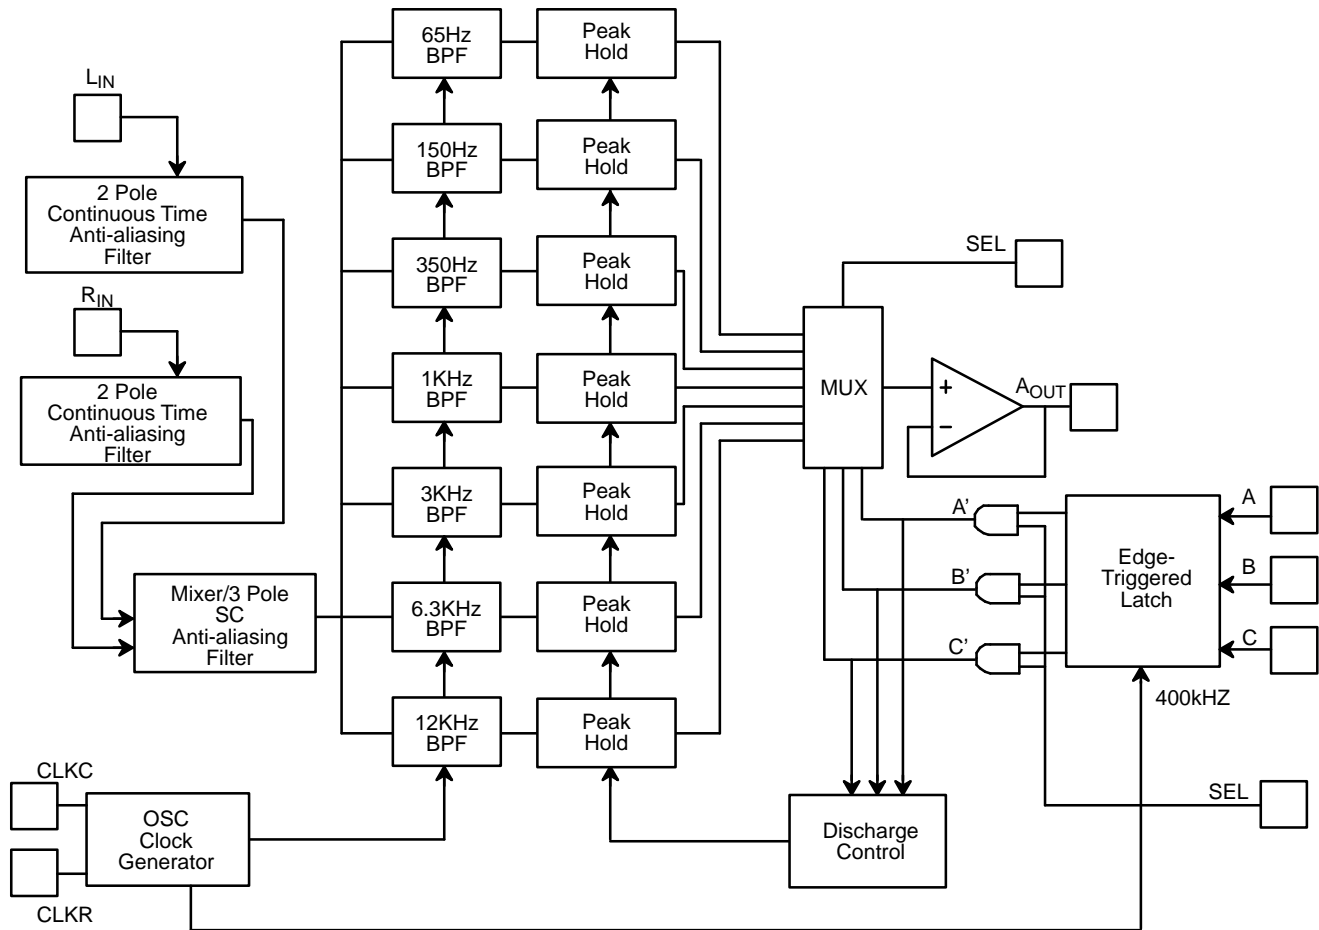 65Hz
BPF
Peak
Hold
150Hz
BPF
Peak
Hold
350Hz
BPF
Peak
Hold
1KHz
BPF
Peak
Hold
3KHz
BPF
Peak
Hold
6.3KHz
BPF
Peak
Hold
12KHz
BPF
Peak
Hold
LIN
2 Pole
Continuous Time
Anti-aliasing
Filter
RIN
2 Pole
Continuous Time
Anti-aliasing
Filter
Mixer/3 Pole
SC
Anti-aliasing
Filter
CLKC
OSC
Clock
Generator
CLKR
SEL
MUX
+
−
AOUT
A'
B'
C'
Edge-
Triggered
Latch
A
B
C
400kHZ
SEL
Discharge
Control